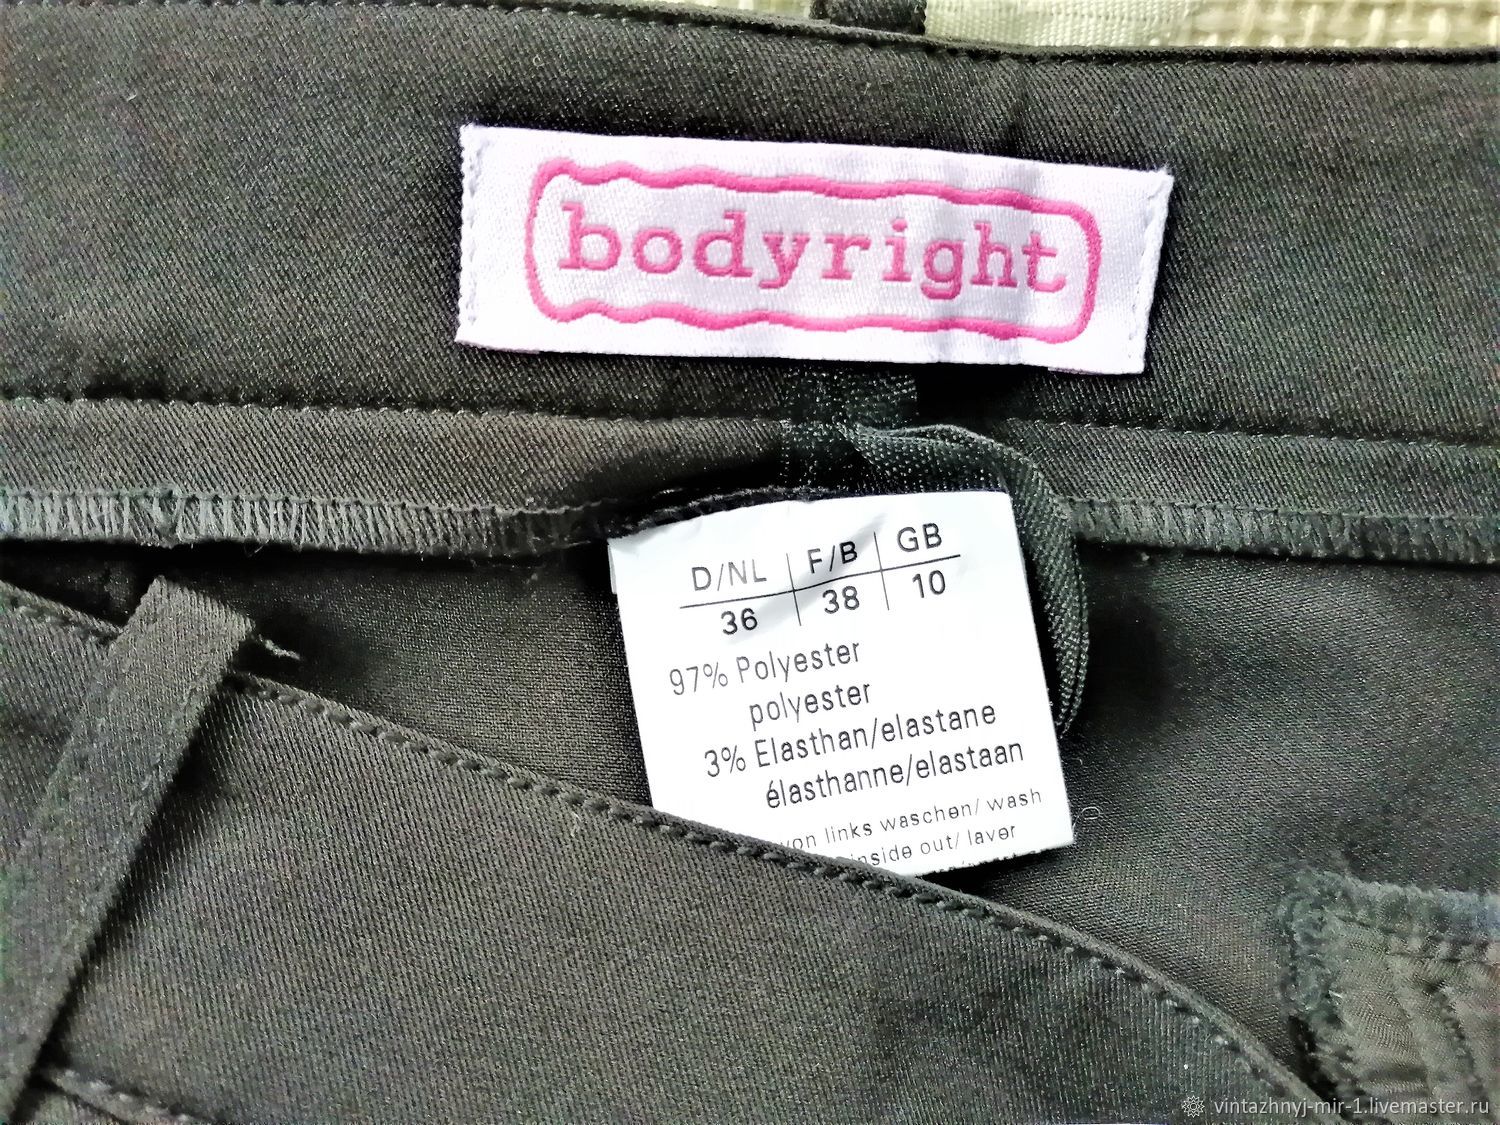 bodyright
D/NL F/B GB
36 38 10
97% Polyester
polyester
3% Elasthan/elastane
élasthanne/elastaan
von links waschen/ wash
inside out/ laver
vintazhnyj-mir-1.livemaster.ru